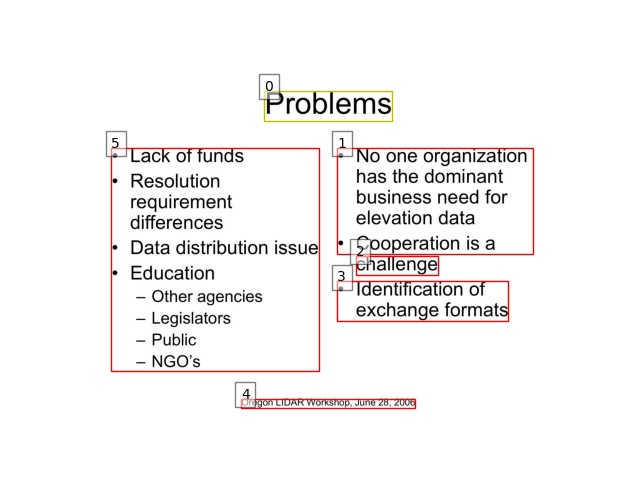 Problems
• Lack of funds
• Resolution
requirement
differences
• Data distribution issue
• Education
– Other agencies
– Legislators
– Public
– NGO's
• No one organization
has the dominant
business need for
elevation data
• Cooperation is a
challenge
• Identification of
exchange formats
Oregon LIDAR Workshop, June 28, 2006
0
1
2
3
4
5